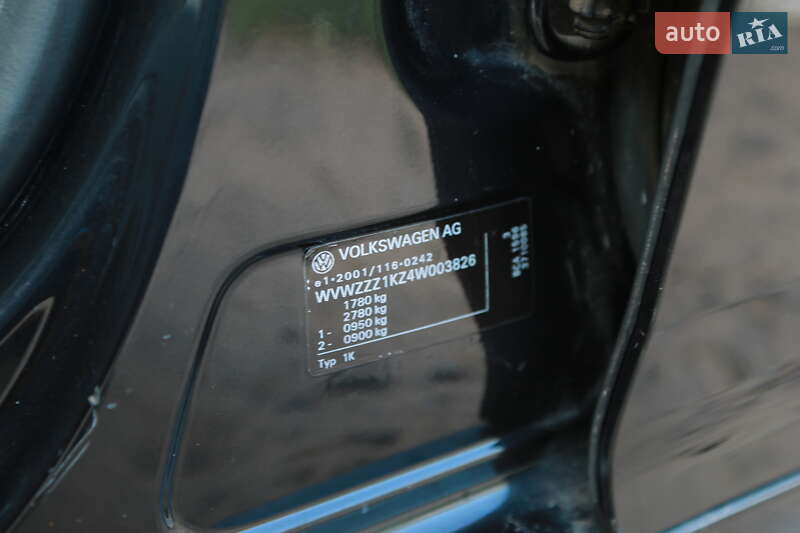 auto RIA
.com
VOLKSWAGEN AG
e1*2001/116*0242
WVWZZZ1KZ4W003826
1780 kg
2780 kg
1- 0950 kg
2- 0900 kg
Typ 1K